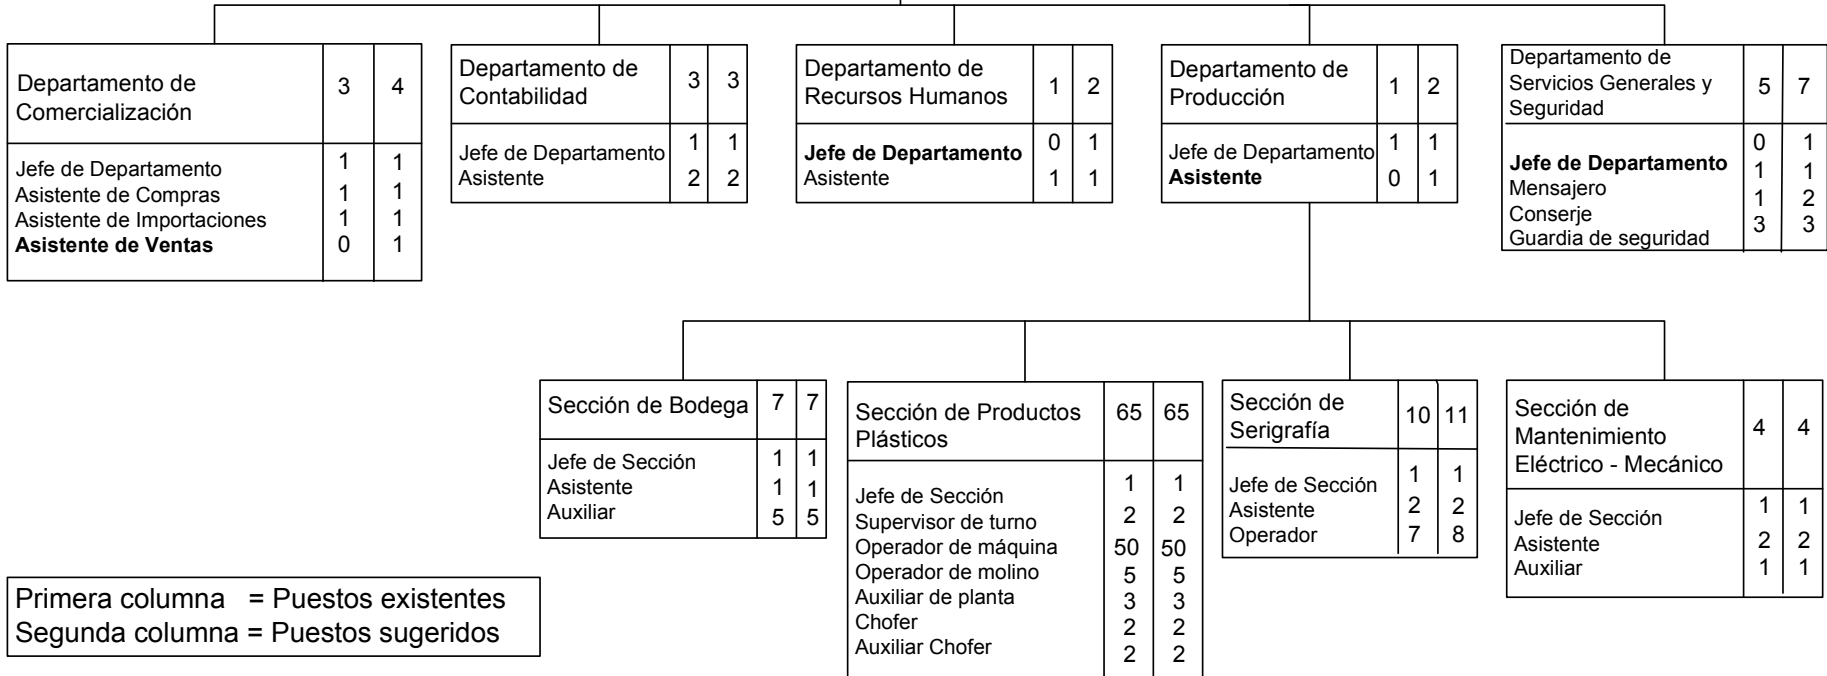 Departamento de
Comercialización
3 4
Jefe de Departamento 1 1
Asistente de Compras 1 1
Asistente de Importaciones 1 1
Asistente de Ventas 0 1
Departamento de
Contabilidad
3 3
Jefe de Departamento 1 1
Asistente 2 2
Departamento de
Recursos Humanos
1 2
Jefe de Departamento 0 1
Asistente 1 1
Departamento de
Producción
1 2
Jefe de Departamento 1 1
Asistente 0 1
Departamento de
Servicios Generales y
Seguridad
5 7
Jefe de Departamento 0 1
Mensajero 1 1
Conserje 1 2
Guardia de seguridad 3 3
Sección de Bodega 7 7
Jefe de Sección 1 1
Asistente 1 1
Auxiliar 5 5
Sección de Productos
Plásticos
65 65
Jefe de Sección 1 1
Supervisor de turno 2 2
Operador de máquina 50 50
Operador de molino 5 5
Auxiliar de planta 3 3
Chofer 2 2
Auxiliar Chofer 2 2
Sección de
Serigrafía
10 11
Jefe de Sección 1 1
Asistente 2 2
Operador 7 8
Sección de
Mantenimiento
Eléctrico - Mecánico
4 4
Jefe de Sección 1 1
Asistente 2 2
Auxiliar 1 1
Primera columna = Puestos existentes
Segunda columna = Puestos sugeridos